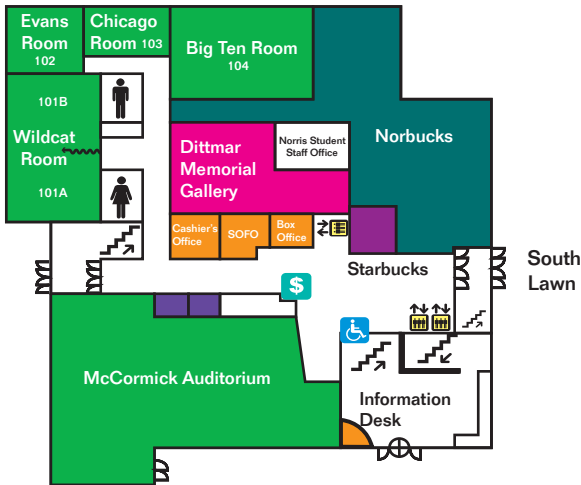 Evans
Room
102
Chicago
Room 103
Big Ten Room
104
101B
Wildcat
Room
101A
Dittmar
Memorial
Gallery
Norris Student
Staff Office
Norbucks
Cashier's
Office
SOFO
Box
Office
Starbucks
South
Lawn
$
McCormick Auditorium
Information
Desk